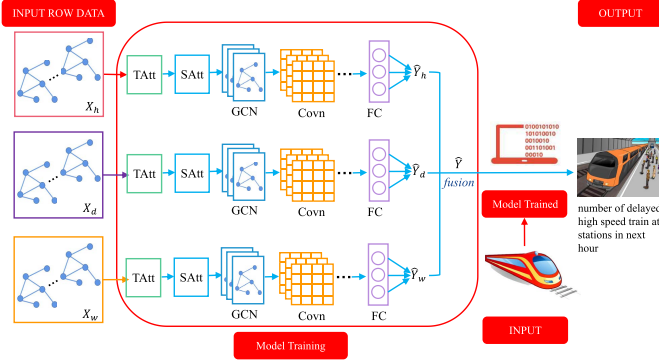 INPUT ROW DATA
OUTPUT
X_h
TAtt
SAtt
GCN
Covn
FC
Ŷ_h
X_d
TAtt
SAtt
GCN
Covn
FC
Ŷ_d
X_w
TAtt
SAtt
GCN
Covn
FC
Ŷ_w
Ŷ
fusion
0100101010
101010010
0010010
001101001
00010
Model Trained
number of delayed
high speed train at
stations in next
hour
INPUT
Model Training